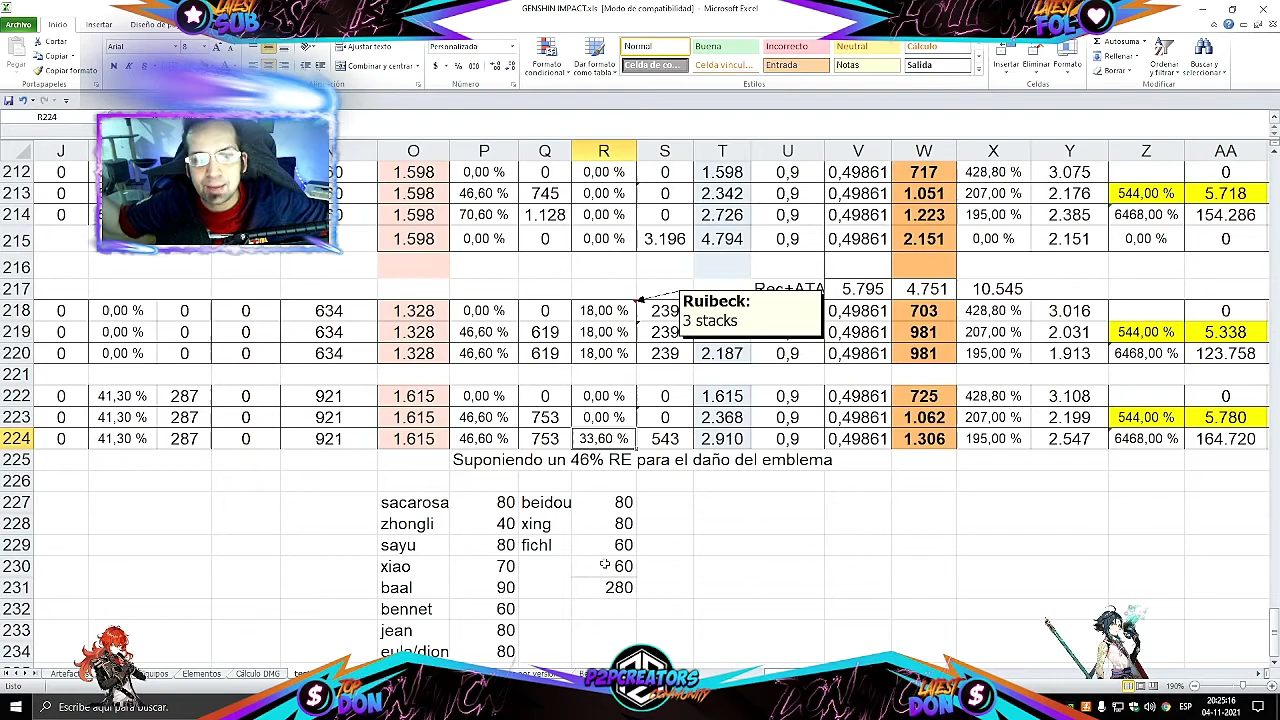 LATEST SUB
GENSHIN IMPACT.xls [Modo de compatibilidad] - Microsoft Excel
LATEST FOL
Archivo Inicio Insertar
Cortar
Copiar
Copiar formato
Pegar
Portapapeles
Arial
Ajustar texto
Combinar y centrar
Personalizada
Número
Formato condicional
Dar formato como tabla
Normal Buena Incorrecto Neutral Cálculo
Celda de co... Celda vincul... Entrada Notas Salida
Estilos
Insertar Eliminar Formato
Celdas
Autosuma
Rellenar
Borrar
Ordenar y filtrar
Buscar y seleccionar
Modificar
R224
J O P Q R S T U V W X Y Z AA
212 0 1.598 0,00 % 0 0,00 % 0 1.598 0,9 0,49861 717 428,80 % 3.075 0
213 0 1.598 46,60 % 745 0,00 % 0 2.342 0,9 0,49861 1.051 207,00 % 2.176 544,00 % 5.718
214 0 1.598 70,60 % 1.128 0,00 % 0 2.726 0,9 0,49861 1.223 195,00 % 2.385 6468,00 % 154.286
215 1.598 0,00 % 0 0,00 % 3.196 4.794 0,9 0,49861 2.151 0,00 % 2.151 0,00 % 0
216
217 Rec+ATA 5.795 4.751 10.545
218 0 0,00 % 0 0 634 1.328 0,00 % 0 18,00 % 239 0,49861 703 428,80 % 3.016 0
Ruibeck:
3 stacks
219 0 0,00 % 0 0 634 1.328 46,60 % 619 18,00 % 239 0,49861 981 207,00 % 2.031 544,00 % 5.338
220 0 0,00 % 0 0 634 1.328 46,60 % 619 18,00 % 239 2.187 0,9 0,49861 981 195,00 % 1.913 6468,00 % 123.758
221
222 0 41,30 % 287 0 921 1.615 0,00 % 0 0,00 % 0 1.615 0,9 0,49861 725 428,80 % 3.108 0
223 0 41,30 % 287 0 921 1.615 46,60 % 753 0,00 % 0 2.368 0,9 0,49861 1.062 207,00 % 2.199 544,00 % 5.780
224 0 41,30 % 287 0 921 1.615 46,60 % 753 33,60 % 543 2.910 0,9 0,49861 1.306 195,00 % 2.547 6468,00 % 164.720
225 Suponiendo un 46% RE para el daño del emblema
226
227 sacarosa 80 beidou 80
228 zhongli 40 xing 80
229 sayu 80 fichl 60
230 xiao 70 60
231 baal 90 280
232 bennet 60
233 jean 80
234 eula/dion 80
Elementos Cálculo DMG
Listo
190%
TOP DON
P2PCREATORS
COMMUNITY
LATEST DON
Escribe aquí para buscar.
ESP
20:25:16
04-11-2021